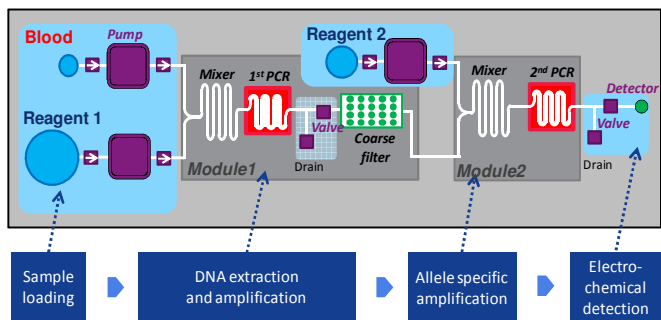 Blood
Pump
Reagent 1
Mixer
1st PCR
Valve
Drain
Coarse
filter
Module1
Reagent 2
Mixer
2nd PCR
Module2
Detector
Valve
Drain
Sample
loading
DNA extraction
and amplification
Allele specific
amplification
Electro-
chemical
detection